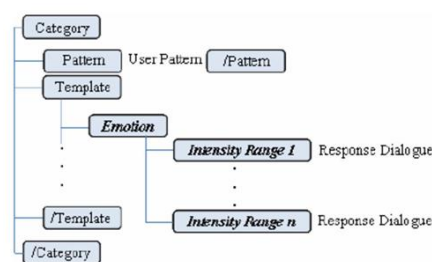 Category
Pattern User Pattern /Pattern
Template
Emotion
Intensity Range 1 Response Dialogue
Intensity Range n Response Dialogue
/Template
/Category